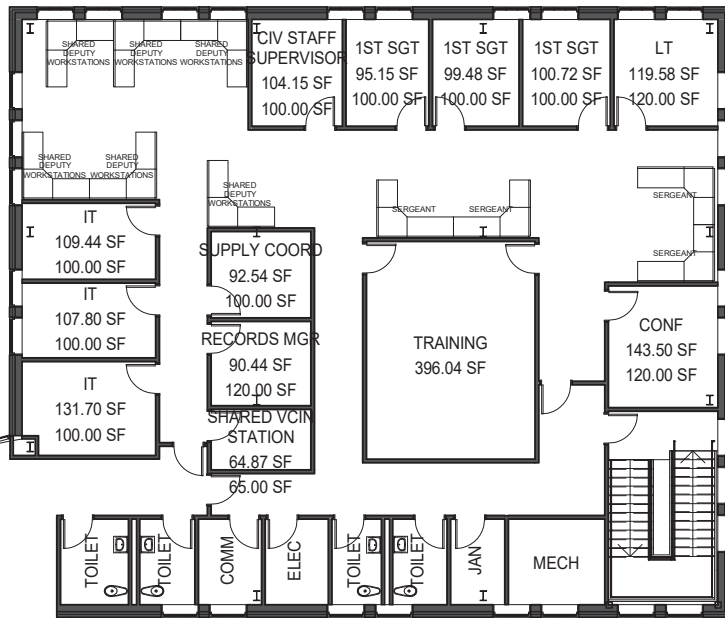 SHARED
DEPUTY
WORKSTATIONS
SHARED
DEPUTY
WORKSTATIONS
SHARED
DEPUTY
WORKSTATIONS
CIV STAFF
SUPERVISOR
104.15 SF
100.00 SF
1ST SGT
95.15 SF
100.00 SF
1ST SGT
99.48 SF
100.00 SF
1ST SGT
100.72 SF
100.00 SF
LT
119.58 SF
120.00 SF
SHARED
DEPUTY
WORKSTATIONS
SHARED
DEPUTY
WORKSTATIONS
SHARED
DEPUTY
WORKSTATIONS
SERGEANT
SERGEANT
SERGEANT
SERGEANT
IT
109.44 SF
100.00 SF
SUPPLY COORD
92.54 SF
100.00 SF
IT
107.80 SF
100.00 SF
RECORDS MGR
90.44 SF
120.00 SF
TRAINING
396.04 SF
CONF
143.50 SF
120.00 SF
IT
131.70 SF
100.00 SF
SHARED VCIN
STATION
64.87 SF
65.00 SF
TOILET
TOILET
COMM
ELEC
TOILET
TOILET
JAN
MECH